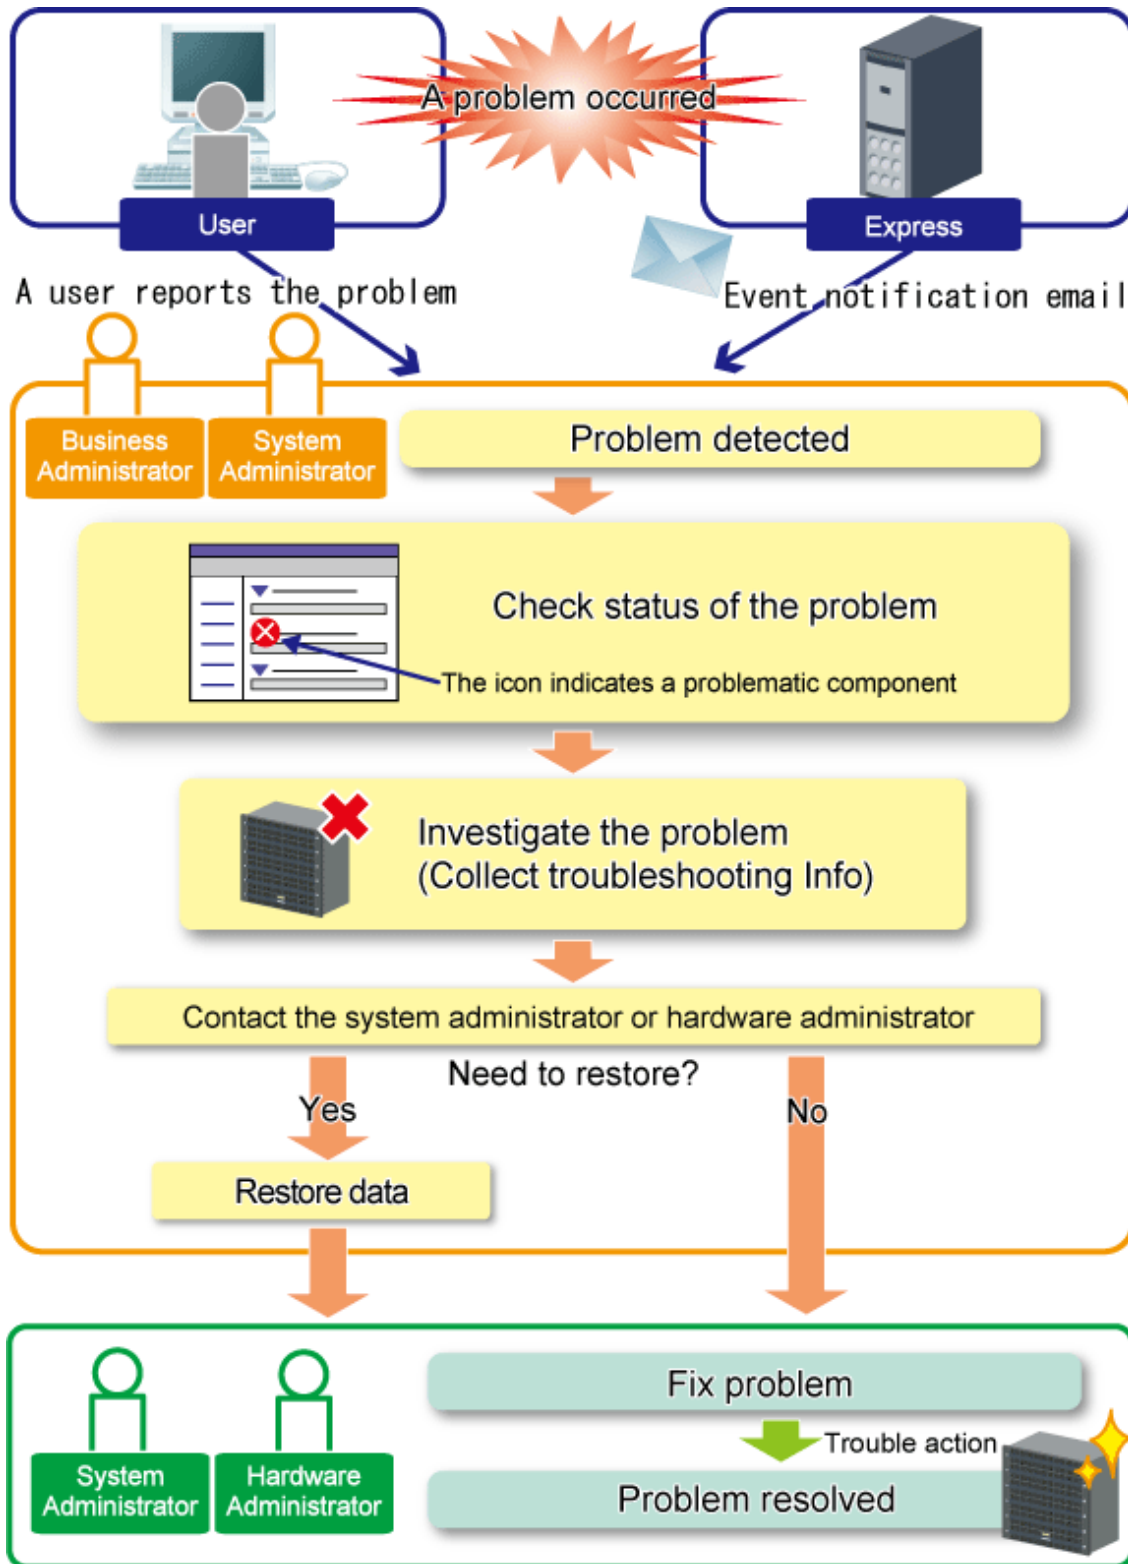 A problem occurred
User
Express
A user reports the problem
Event notification email
Business
Administrator
System
Administrator
Problem detected
Check status of the problem
The icon indicates a problematic component
Investigate the problem
(Collect troubleshooting Info)
Contact the system administrator or hardware administrator
Need to restore?
Yes
No
Restore data
Fix problem
Trouble action
System
Administrator
Hardware
Administrator
Problem resolved